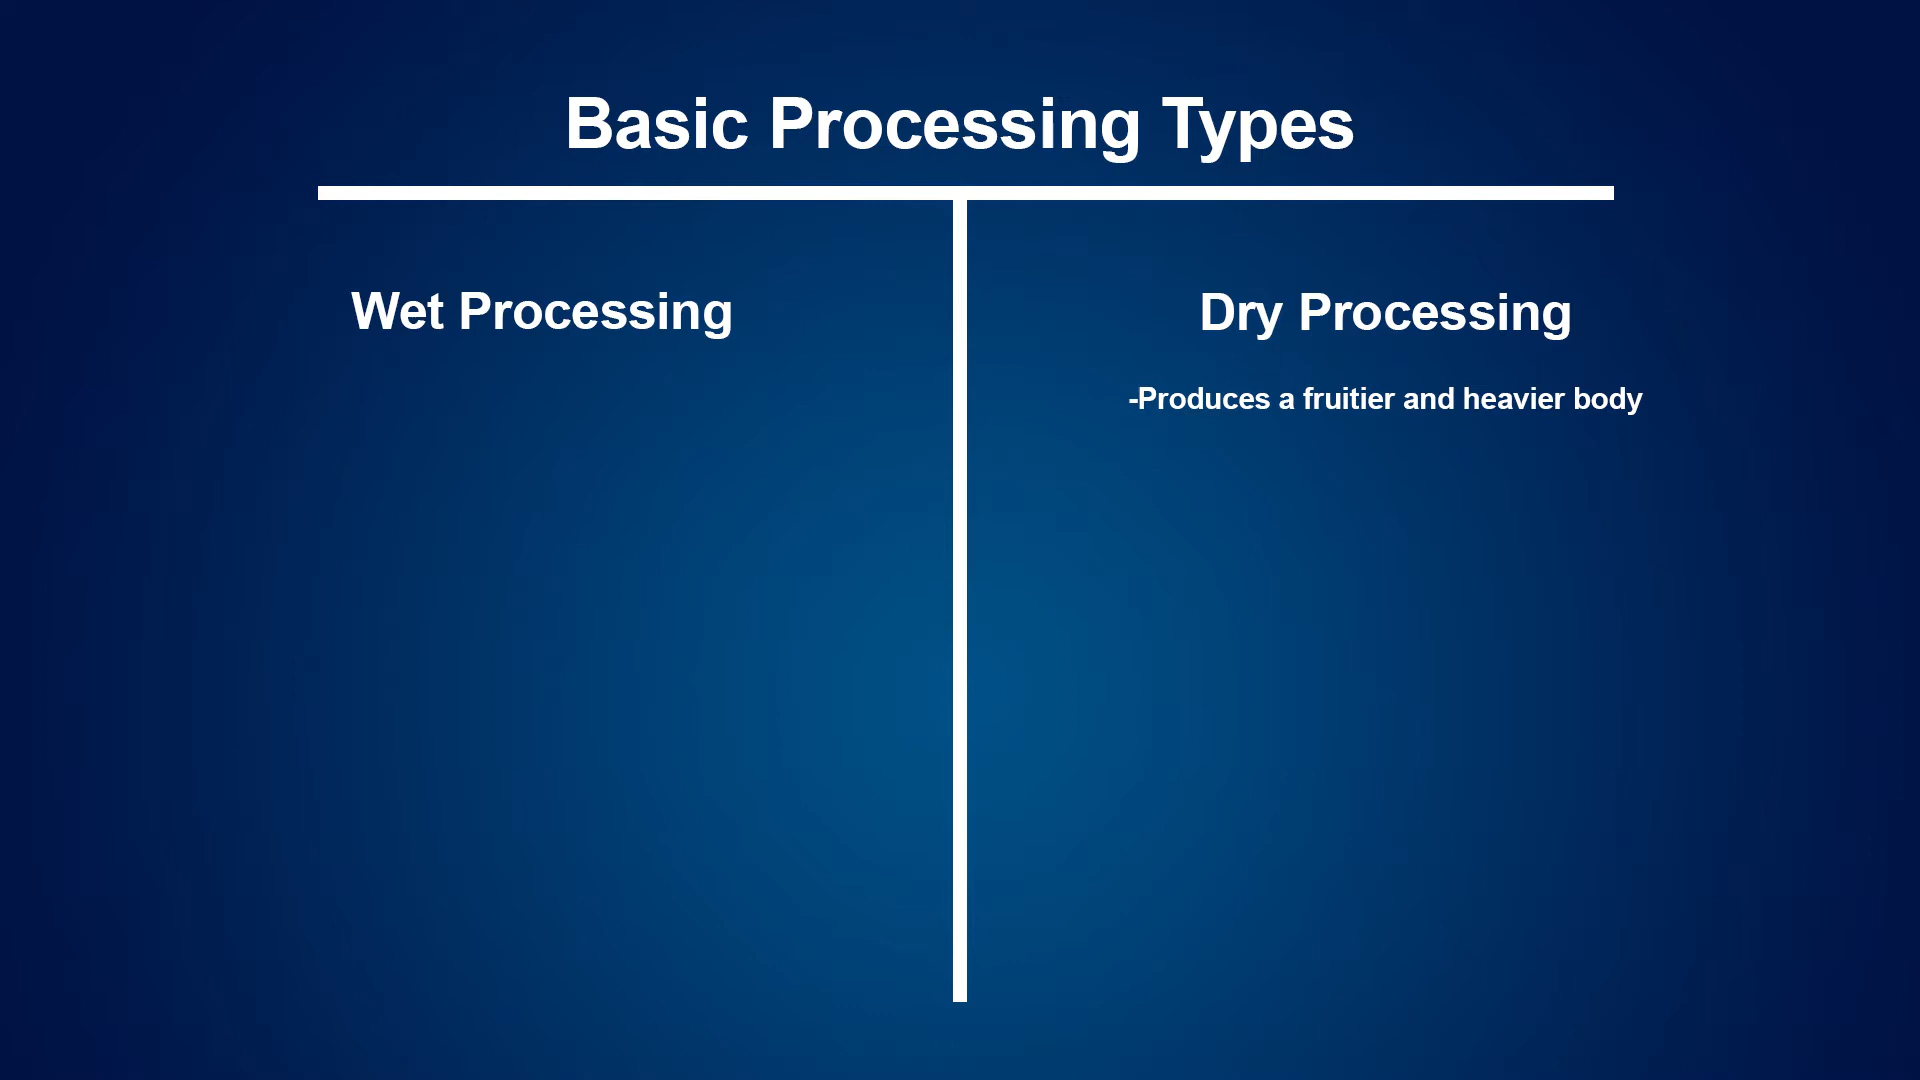 Basic Processing Types
Wet Processing
Dry Processing
-Produces a fruitier and heavier body